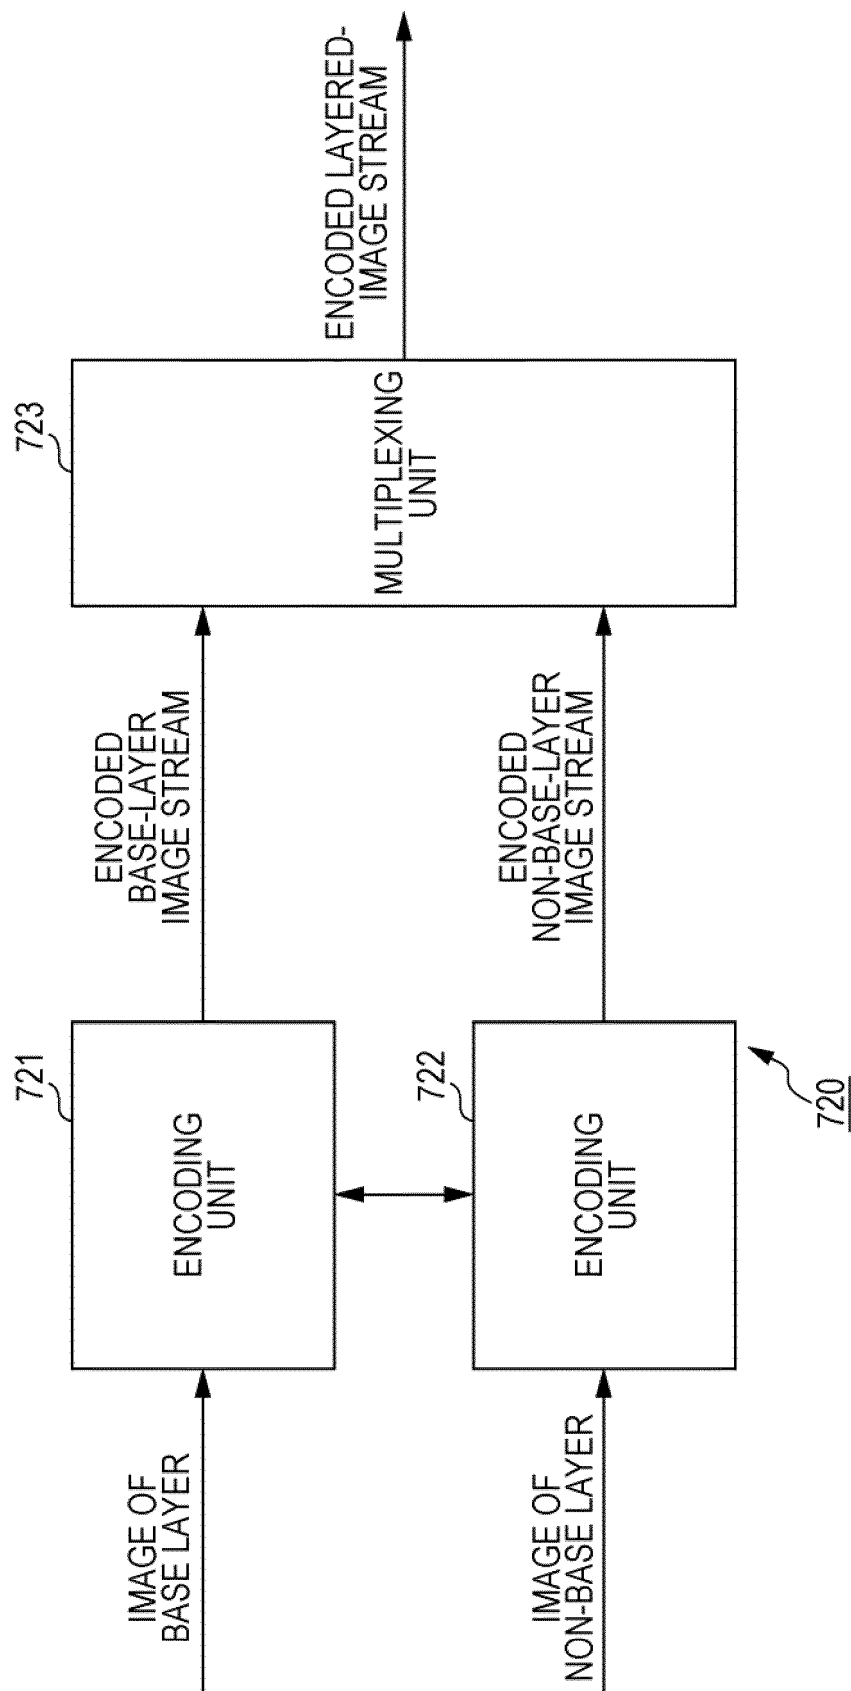 IMAGE OF
BASE LAYER
721
ENCODING
UNIT
ENCODED
BASE-LAYER
IMAGE STREAM
723
MULTIPLEXING
UNIT
ENCODED LAYERED-
IMAGE STREAM
IMAGE OF
NON-BASE LAYER
722
ENCODING
UNIT
ENCODED
NON-BASE-LAYER
IMAGE STREAM
720